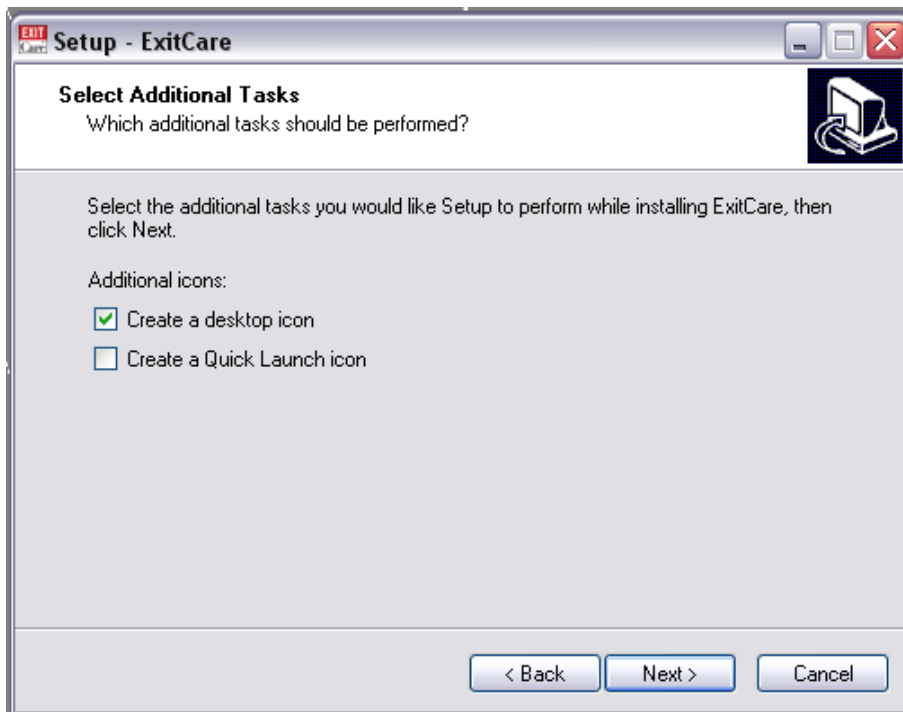 EXIT
Care
Setup - ExitCare
Select Additional Tasks
Which additional tasks should be performed?
Select the additional tasks you would like Setup to perform while installing ExitCare, then
click Next.
Additional icons:
Create a desktop icon
Create a Quick Launch icon
< Back
Next >
Cancel